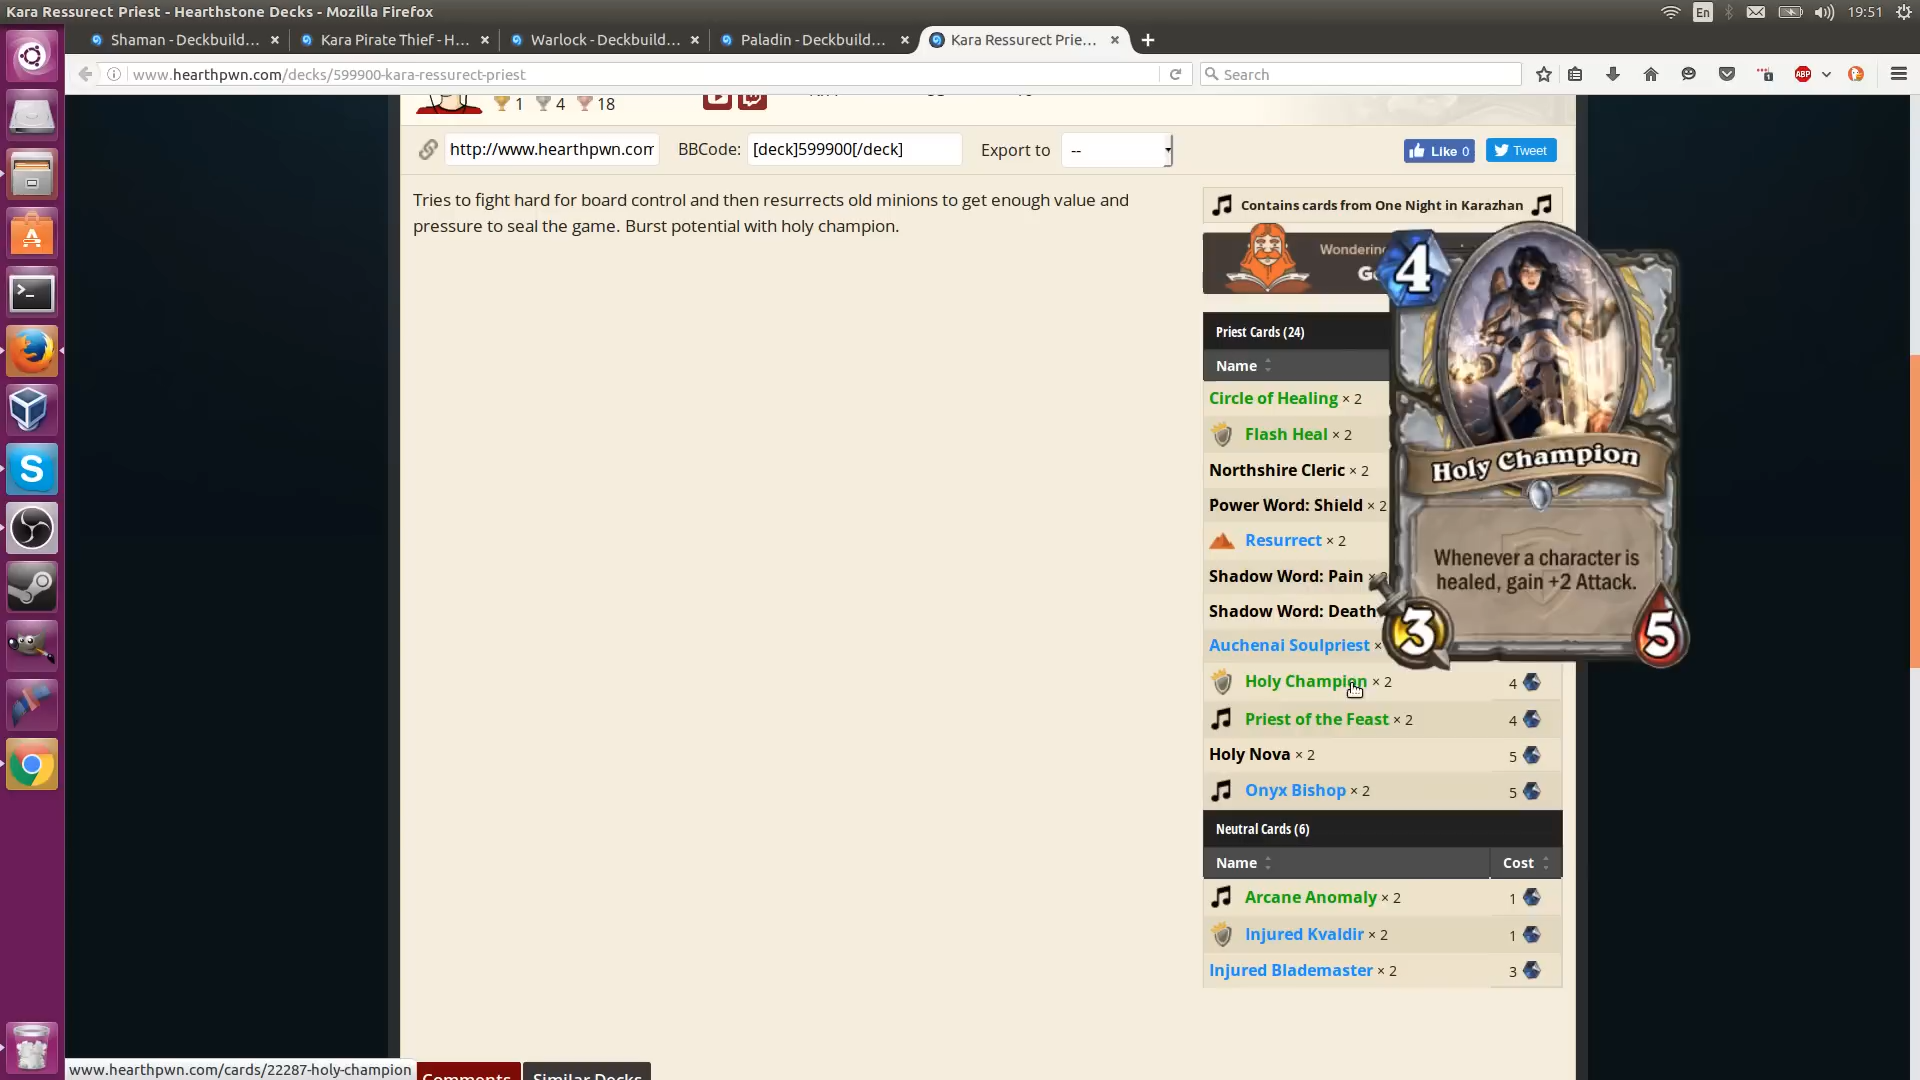 Kara Ressurect Priest - Hearthstone Decks - Mozilla Firefox
En
19:51
Shaman - Deckbuild...
Kara Pirate Thief - H...
Warlock - Deckbuild...
Paladin - Deckbuild...
Kara Ressurect Prie...
www.hearthpwn.com/decks/599900-kara-ressurect-priest
Search
ABP
1 4 18
http://www.hearthpwn.com
BBCode: [deck]599900[/deck]
Export to --
Like 0
Tweet
Tries to fight hard for board control and then resurrects old minions to get enough value and
pressure to seal the game. Burst potential with holy champion.
Contains cards from One Night in Karazhan
Wondering
4
Holy Champion
Whenever a character is
healed, gain +2 Attack.
3
5
Priest Cards (24)
Name
Circle of Healing × 2
Flash Heal × 2
Northshire Cleric × 2
Power Word: Shield × 2
Resurrect × 2
Shadow Word: Pain ×
Shadow Word: Death
Auchenai Soulpriest ×
Holy Champion × 2 4
Priest of the Feast × 2 4
Holy Nova × 2 5
Onyx Bishop × 2 5
Neutral Cards (6)
Name Cost
Arcane Anomaly × 2 1
Injured Kvaldir × 2 1
Injured Blademaster × 2 3
www.hearthpwn.com/cards/22287-holy-champion
Comments
Similar Decks